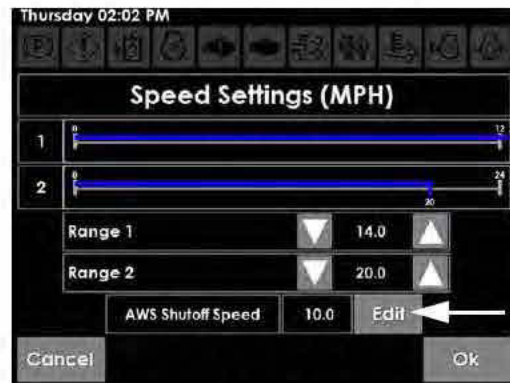 Thursday 02:02 PM
Speed Settings (MPH)
1 0 12
2 0 24
20
Range 1 14.0
Range 2 20.0
AWS Shutoff Speed 10.0 Edit
Cancel Ok